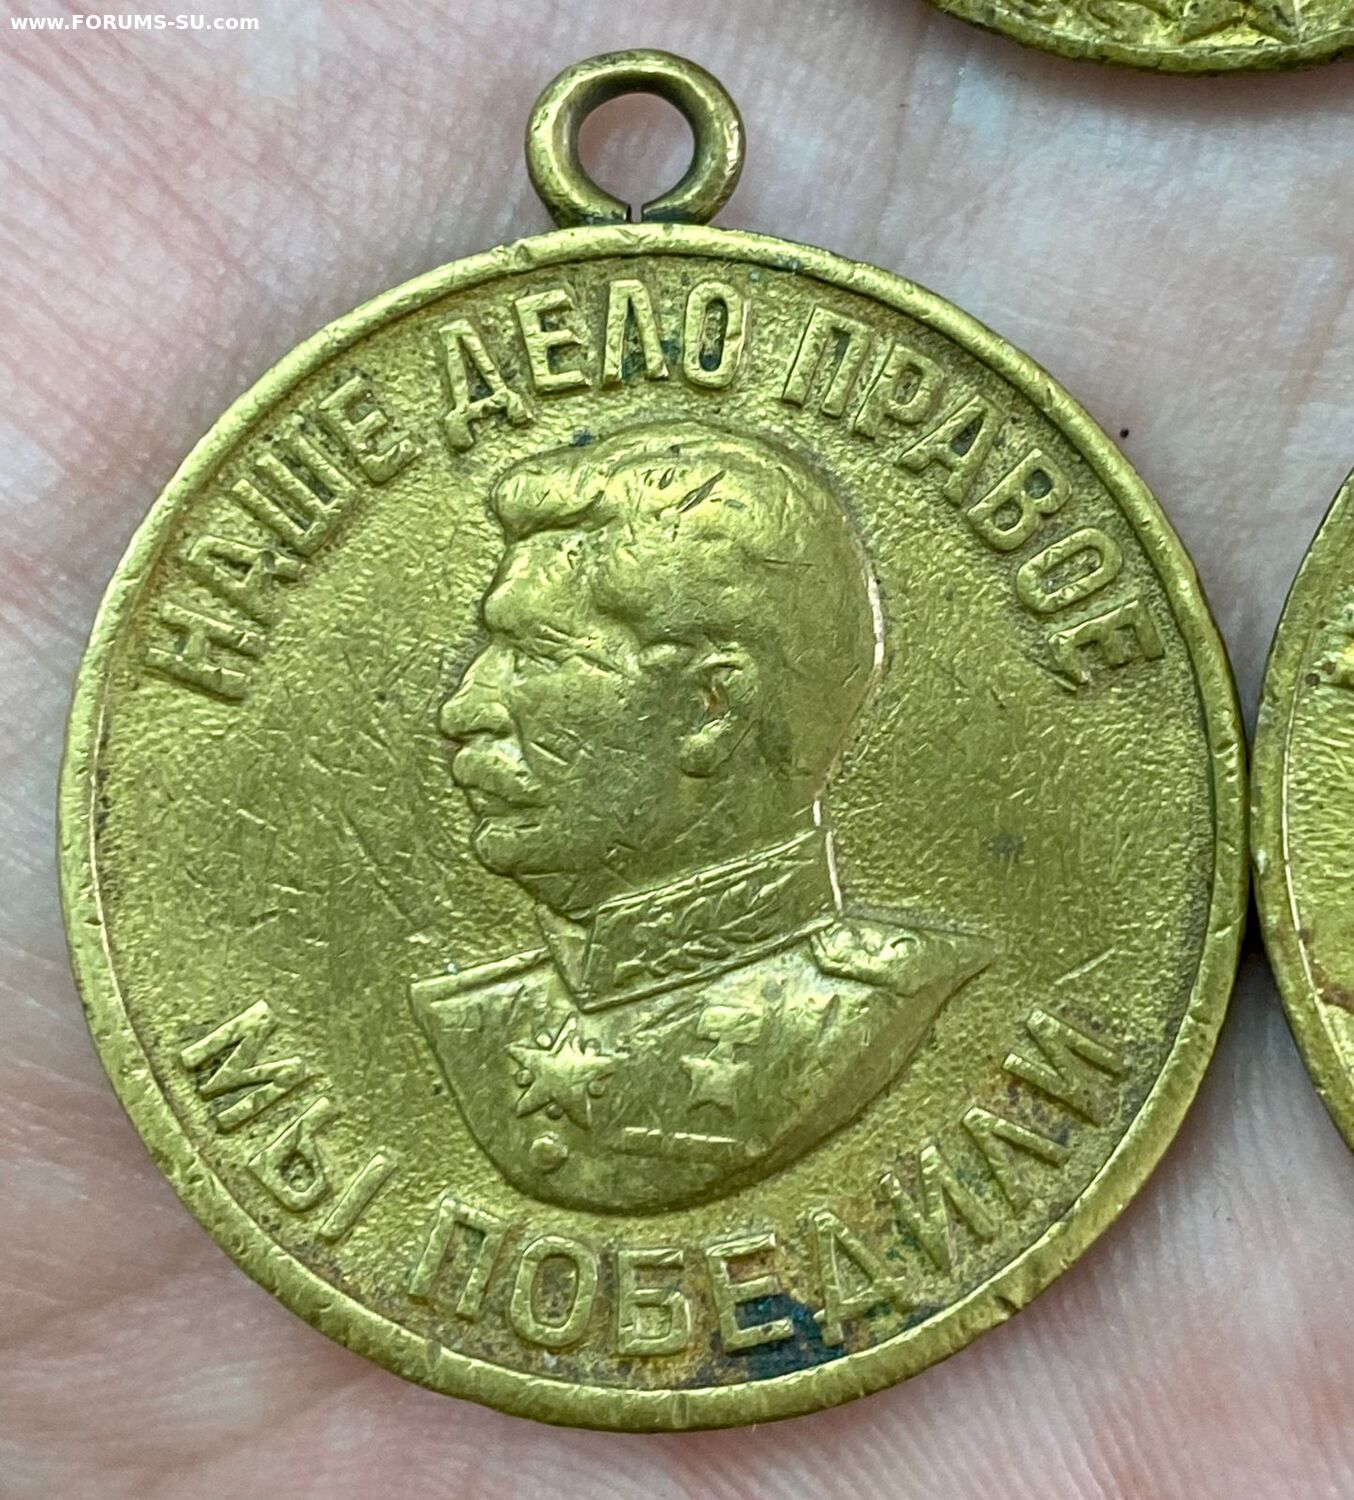 www.FORUMS-SU.com
НАШЕ ДЕЛО ПРАВОЕ
МЫ ПОБЕДИЛИ